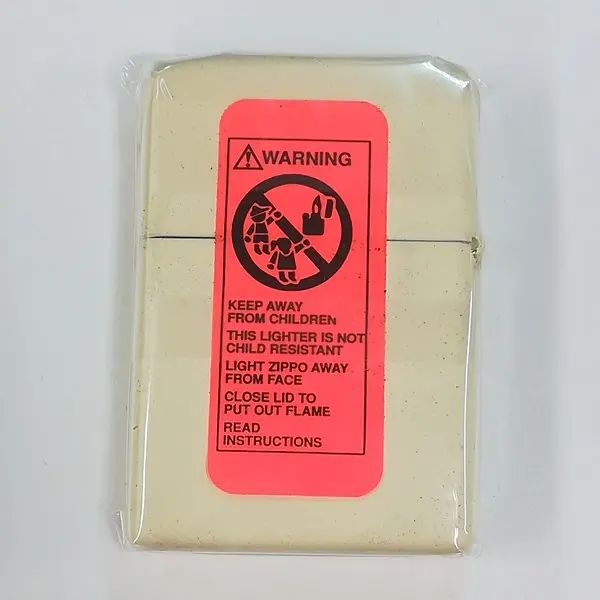 WARNING
KEEP AWAY
FROM CHILDREN
THIS LIGHTER IS NOT
CHILD RESISTANT
LIGHT ZIPPO AWAY
FROM FACE
CLOSE LID TO
PUT OUT FLAME
READ
INSTRUCTIONS